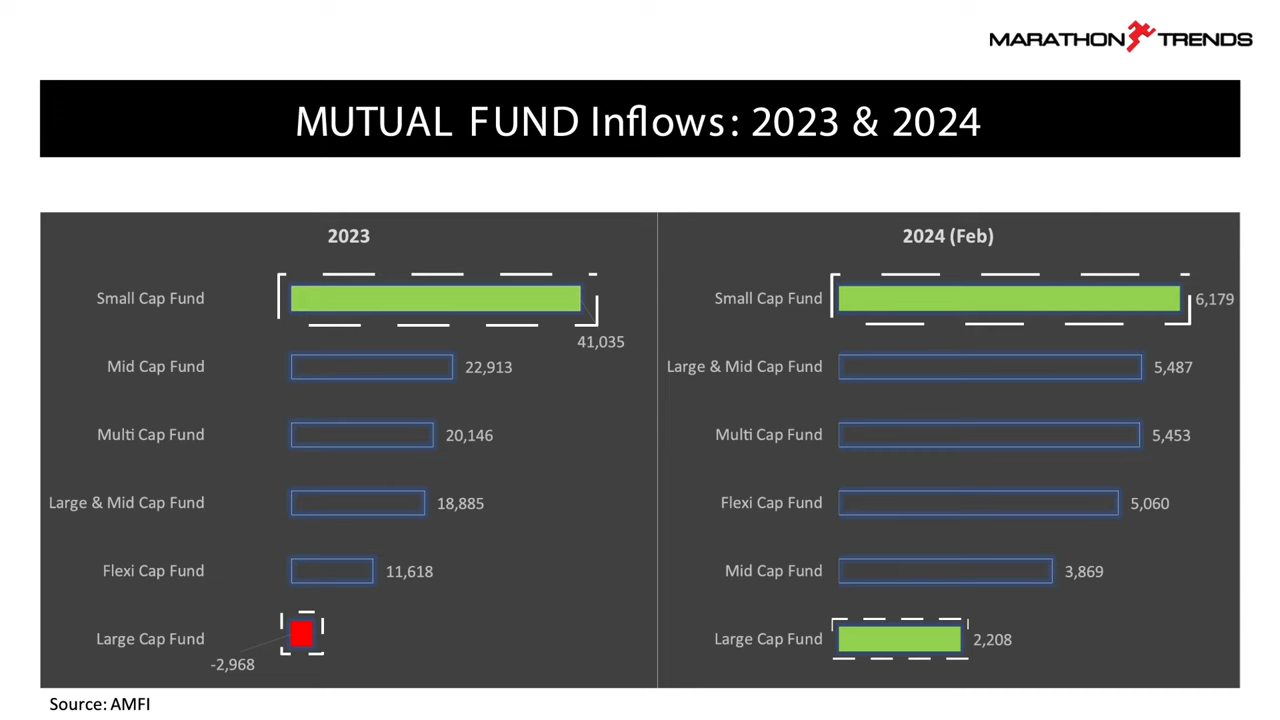 MARATHON TRENDS
MUTUAL FUND Inflows: 2023 & 2024
2023
Small Cap Fund
41,035
Mid Cap Fund 22,913
Multi Cap Fund 20,146
Large & Mid Cap Fund 18,885
Flexi Cap Fund 11,618
Large Cap Fund
-2,968
2024 (Feb)
Small Cap Fund 6,179
Large & Mid Cap Fund 5,487
Multi Cap Fund 5,453
Flexi Cap Fund 5,060
Mid Cap Fund 3,869
Large Cap Fund 2,208
Source: AMFI